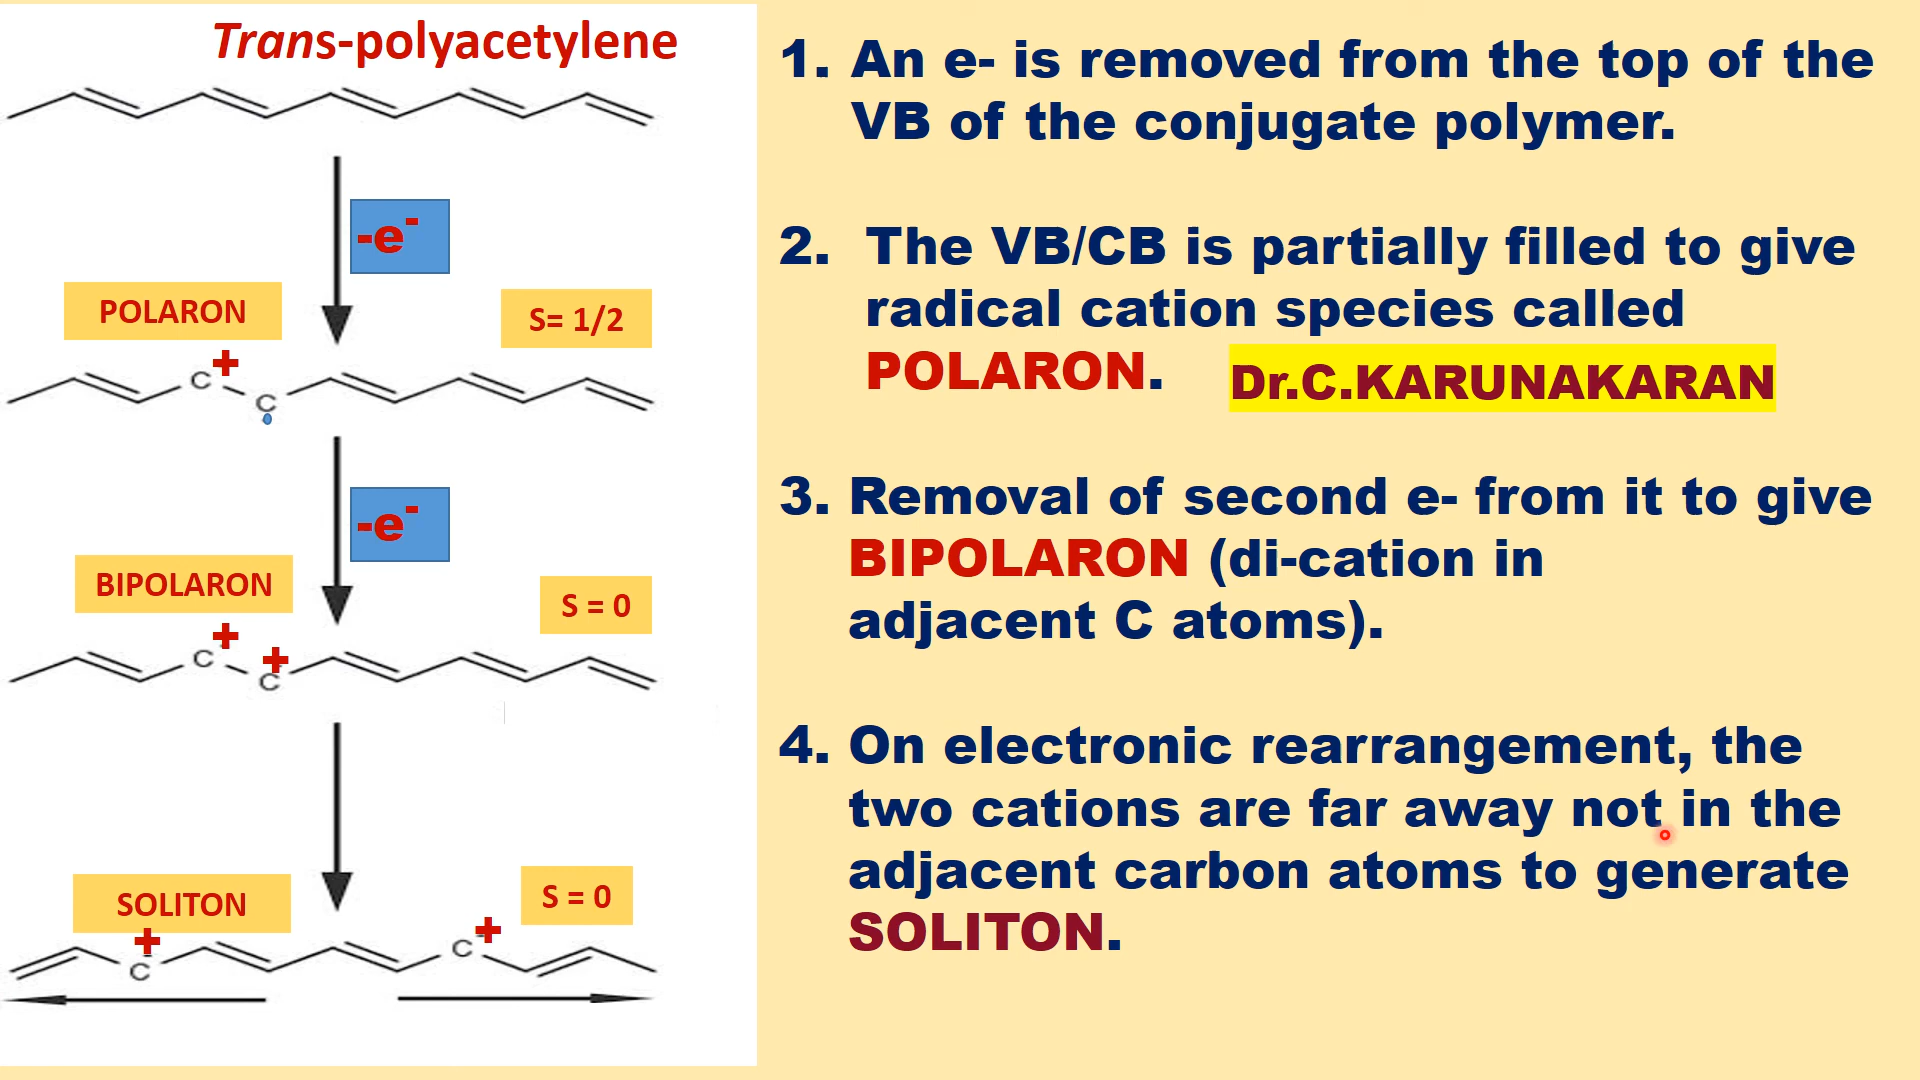 Trans-polyacetylene
-e-
POLARON
S= 1/2
+
C
C
-e-
BIPOLARON
S = 0
+
+
C
C
SOLITON
S = 0
+
+
C
C
1. An e- is removed from the top of the
VB of the conjugate polymer.
2. The VB/CB is partially filled to give
radical cation species called
POLARON.
Dr.C.KARUNAKARAN
3. Removal of second e- from it to give
BIPOLARON (di-cation in
adjacent C atoms).
4. On electronic rearrangement, the
two cations are far away not in the
adjacent carbon atoms to generate
SOLITON.